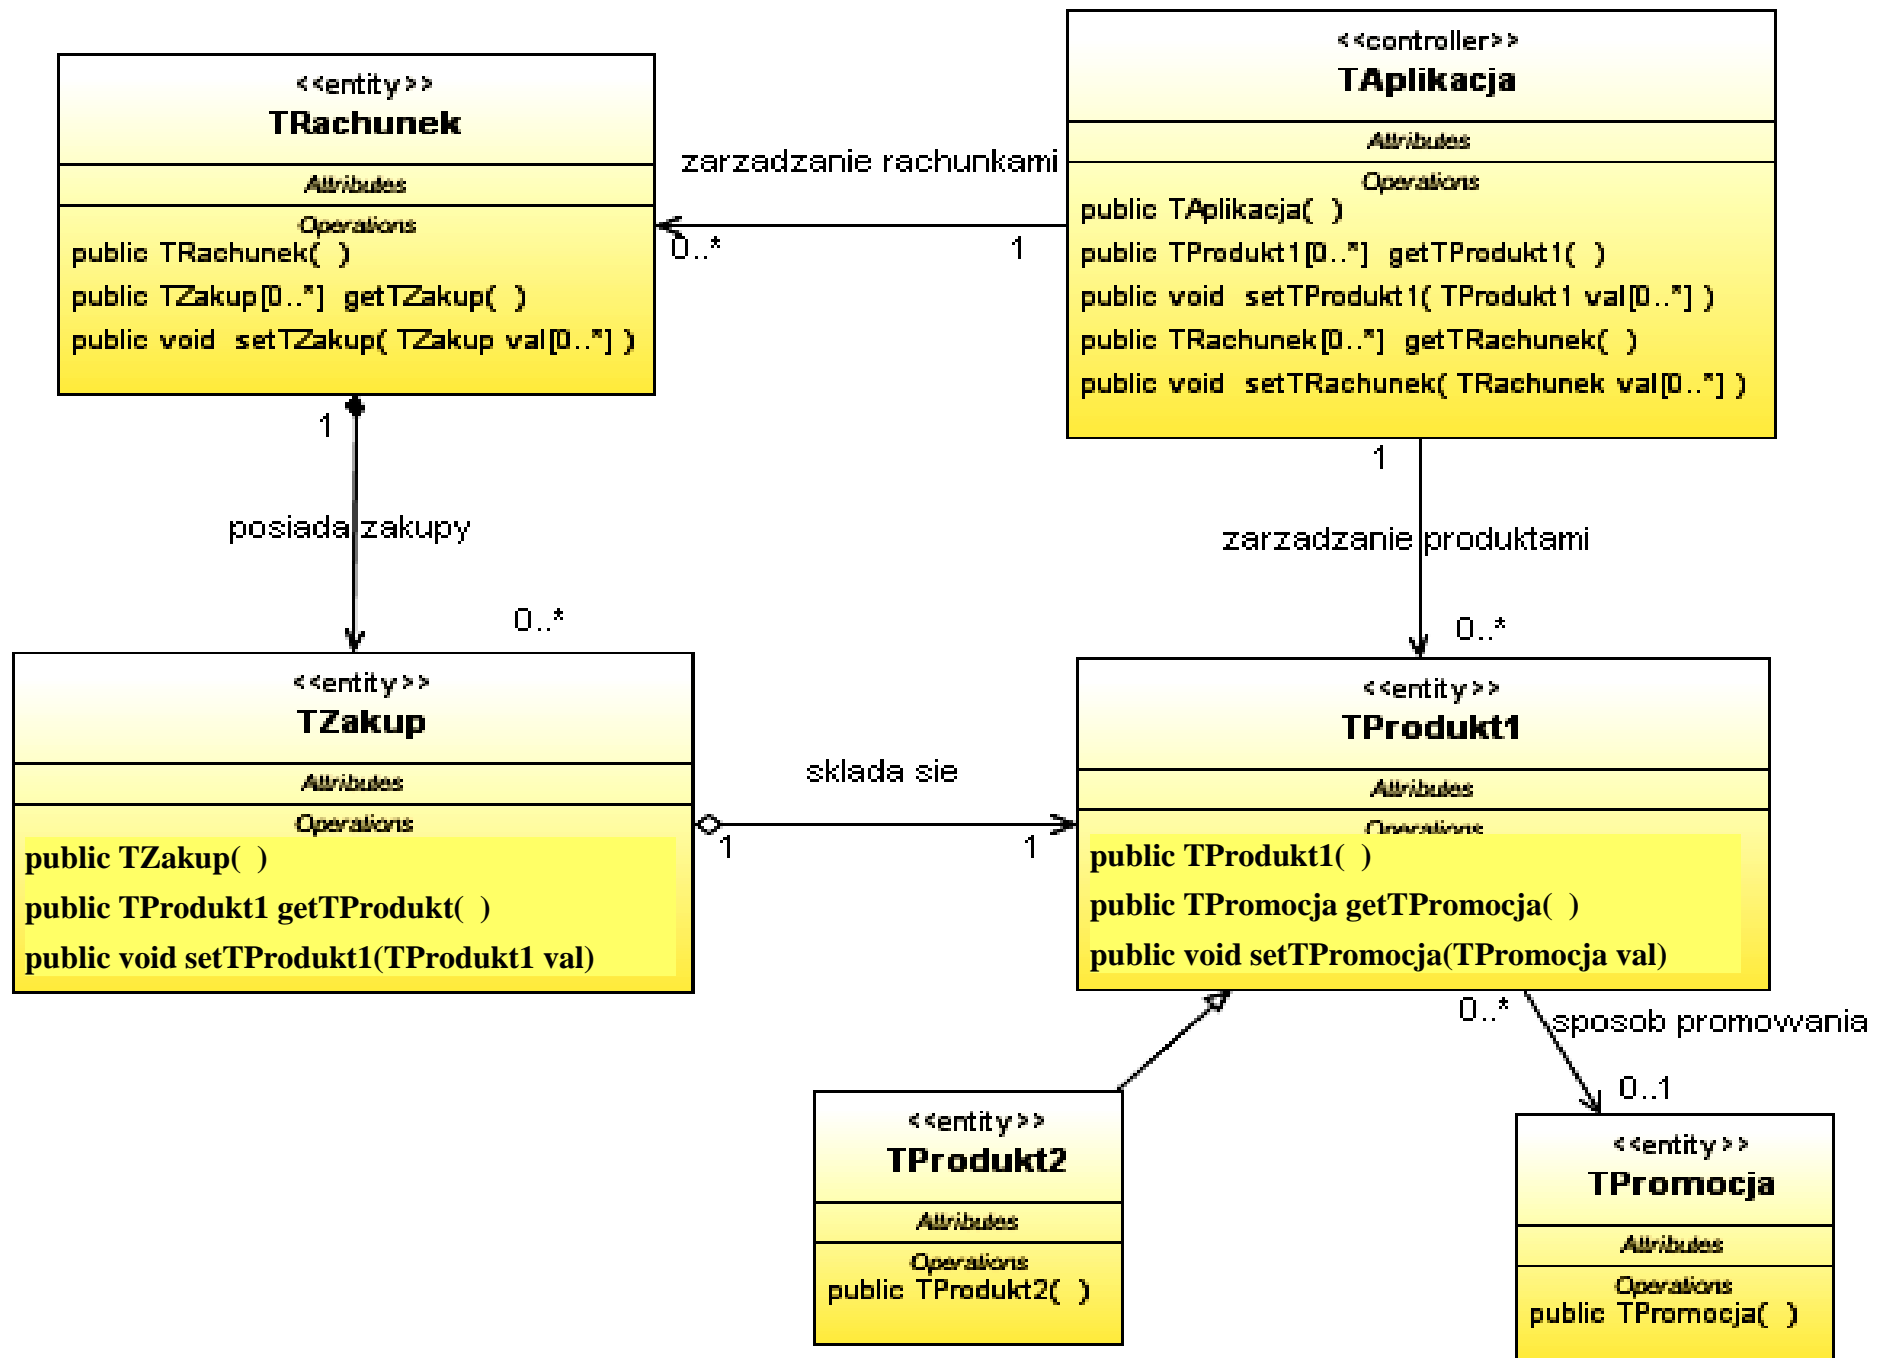 <<entity>>
TRachunek
Attributes
Operations
public TRachunek(  )
public TZakup[0..*]  getTZakup(  )
public void  setTZakup( TZakup val[0..*] )
<<controller>>
TAplikacja
Attributes
Operations
public TAplikacja(  )
public TProdukt1[0..*]  getTProdukt1(  )
public void  setTProdukt1( TProdukt1 val[0..*] )
public TRachunek[0..*]  getTRachunek(  )
public void  setTRachunek( TRachunek val[0..*] )
zarzadzanie rachunkami
0..*
1
1
posiada zakupy
0..*
1
zarzadzanie produktami
0..*
<<entity>>
TZakup
Attributes
Operations
public TZakup(  )
public TProdukt1 getTProdukt(  )
public void setTProdukt1(TProdukt1 val)
sklada sie
1
1
<<entity>>
TProdukt1
Attributes
Operations
public TProdukt1(  )
public TPromocja getTPromocja(  )
public void setTPromocja(TPromocja val)
0..*
sposob promowania
0..1
<<entity>>
TProdukt2
Attributes
Operations
public TProdukt2(  )
<<entity>>
TPromocja
Attributes
Operations
public TPromocja(  )